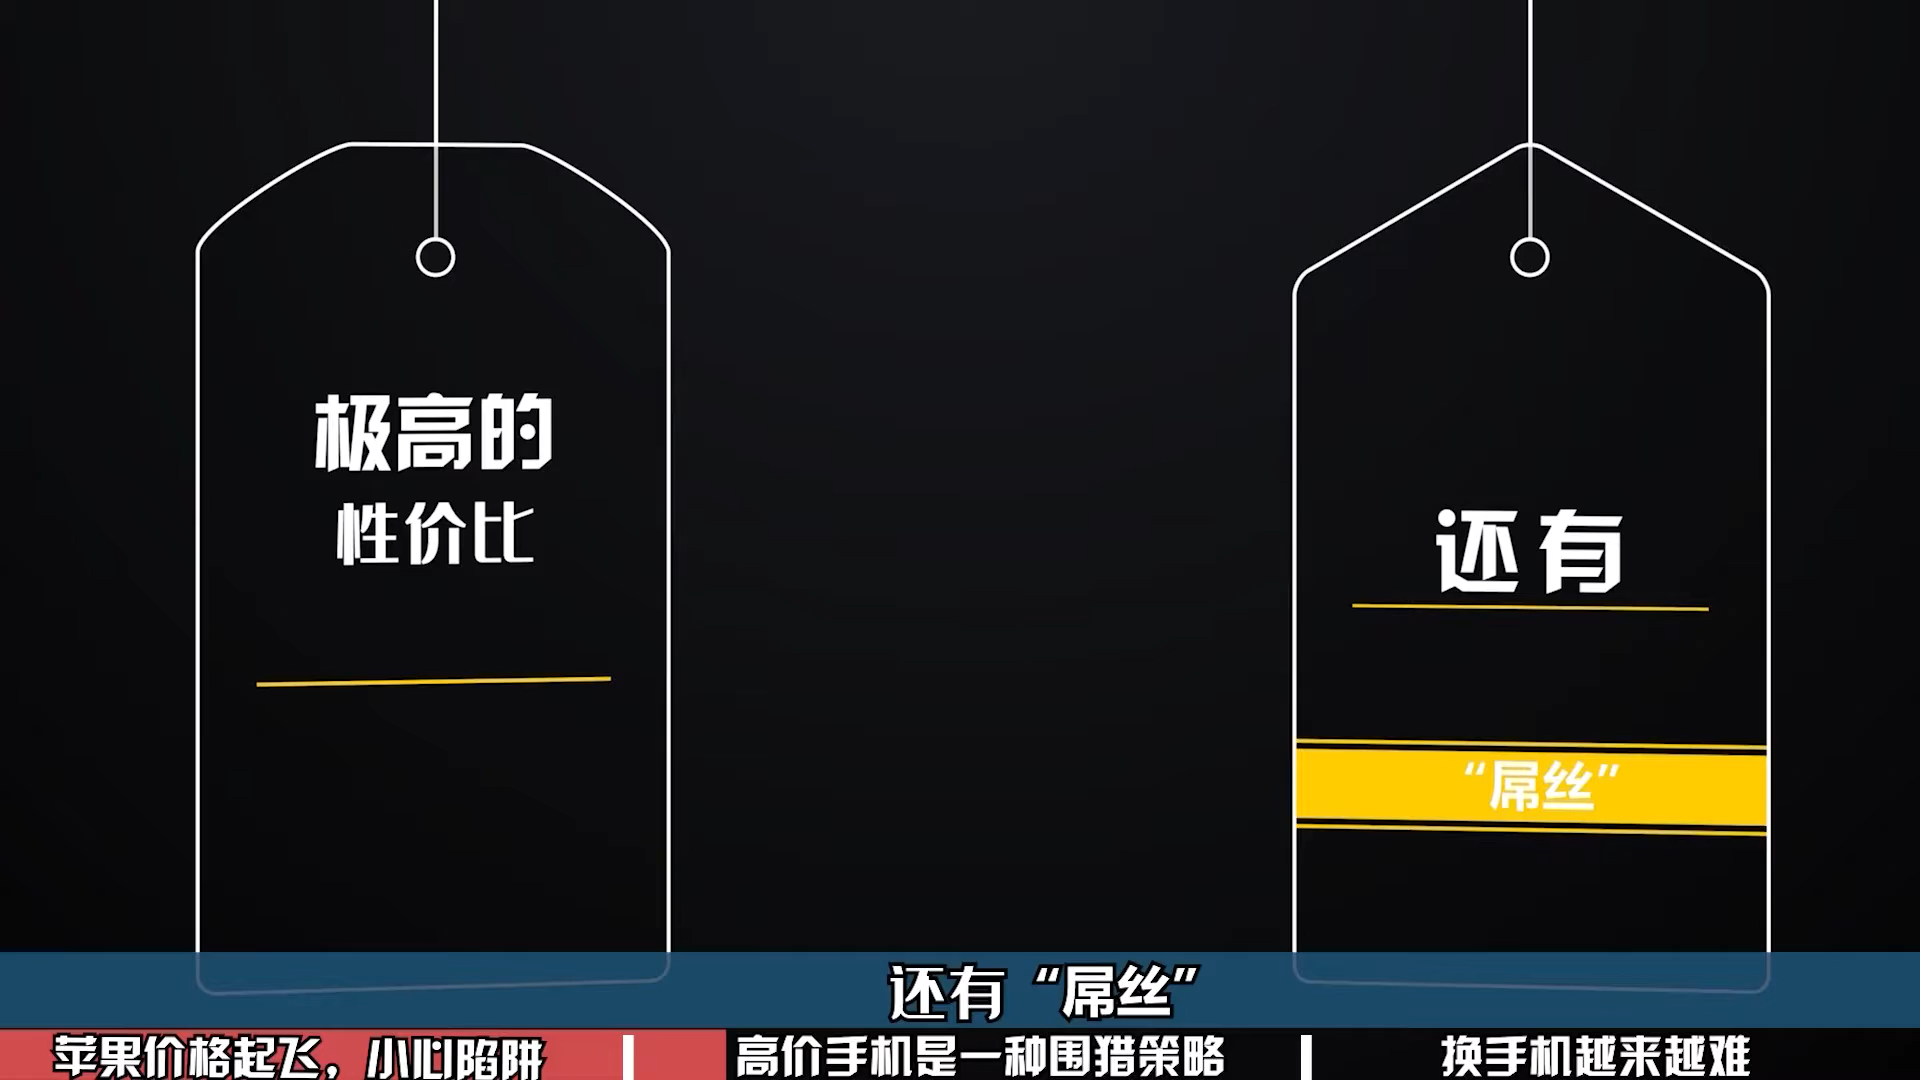 极高的
性价比
还有
“屌丝”
还有“屌丝”
苹果价格起飞，小心陷阱
高价手机是一种围猎策略
换手机越来越难